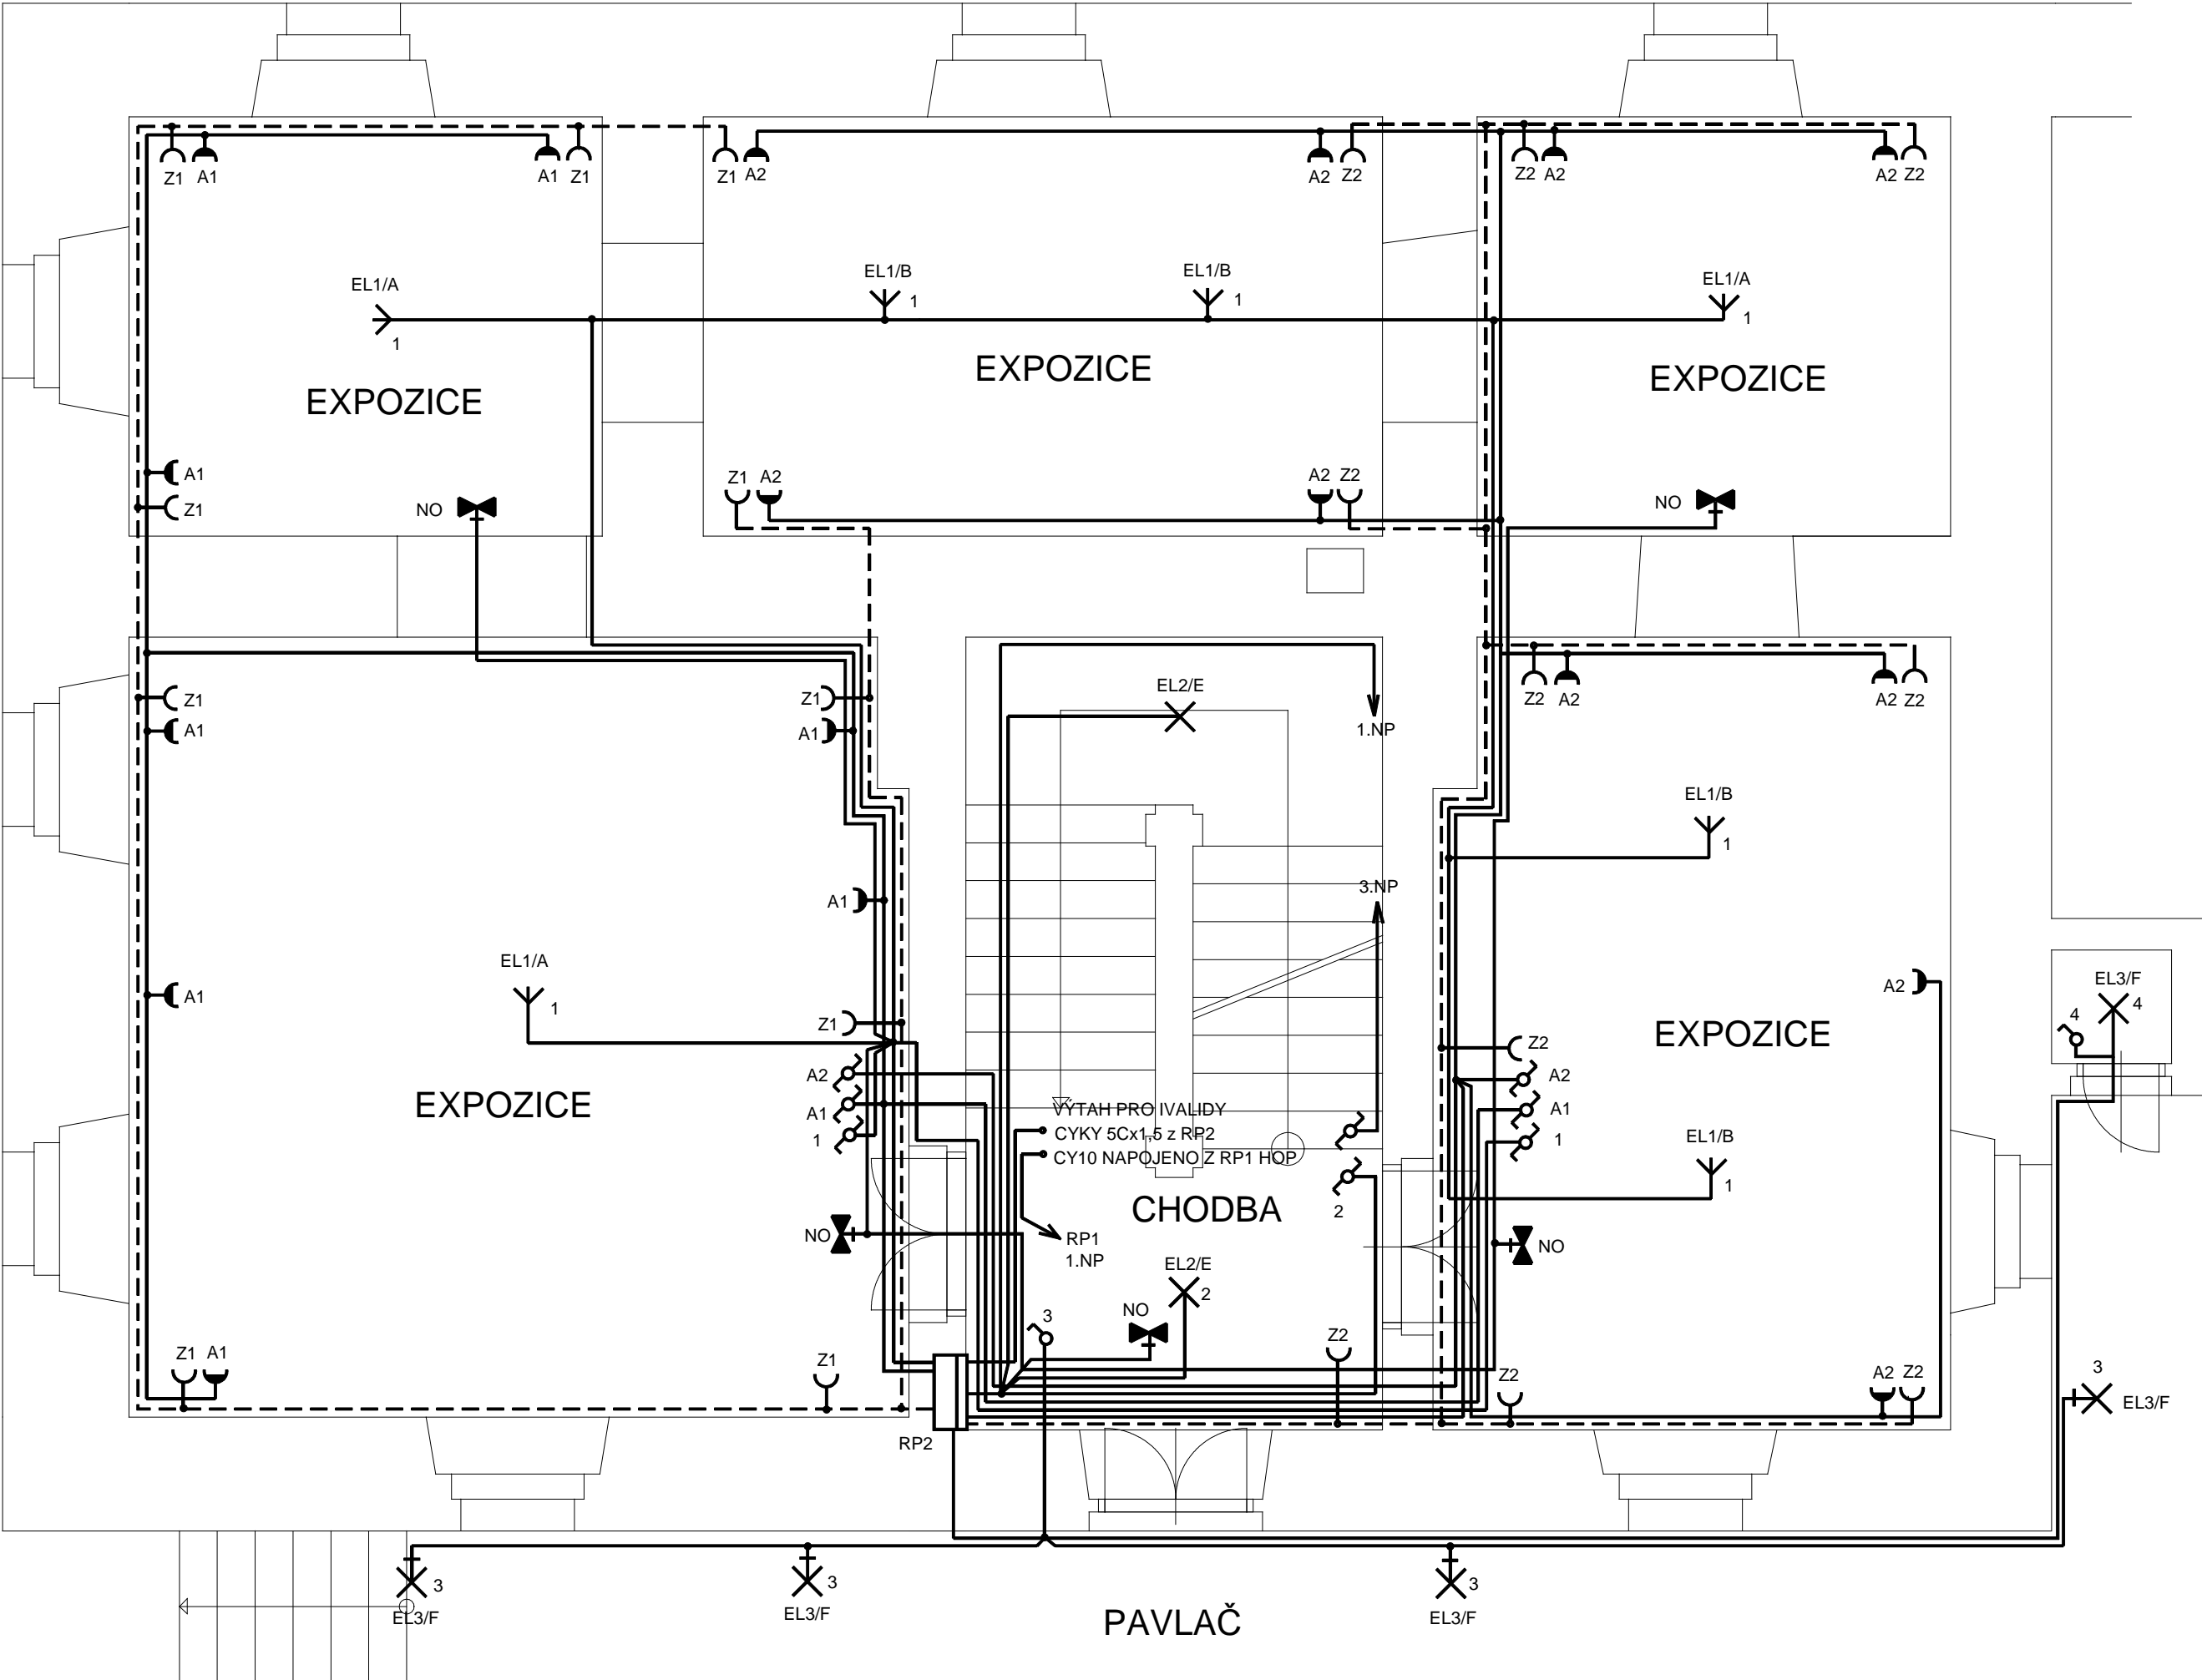 Z1 A1 A1 Z1 Z1 A2 A2 Z2 Z2 A2 A2 Z2
EL1/A EL1/B EL1/B EL1/A
1 1 1 1
EXPOZICE EXPOZICE EXPOZICE
A1 Z1 A2 A2 Z2
Z1 NO NO
Z1 Z1 EL2/E Z2 A2 A2 Z2
A1 A1 1.NP
EL1/B
1
A1 3.NP
EL1/A
A1 1 A2 EL3/F
4 4
Z1 EXPOZICE
Z2
A2 A2
EXPOZICE A1 VÝTAH PRO IVALIDY A1
1 CYKY 5Cx1,5 z RP2 1 EL1/B
CY10 NAPOJENO Z RP1 HOP
1
CHODBA 2
NO RP1 NO
1.NP
EL2/E
2
NO
3
Z1 A1 Z1 Z2 Z2 A2 Z2 3
EL3/F
RP2
3 3 3
EL3/F EL3/F EL3/F
PAVLAČ